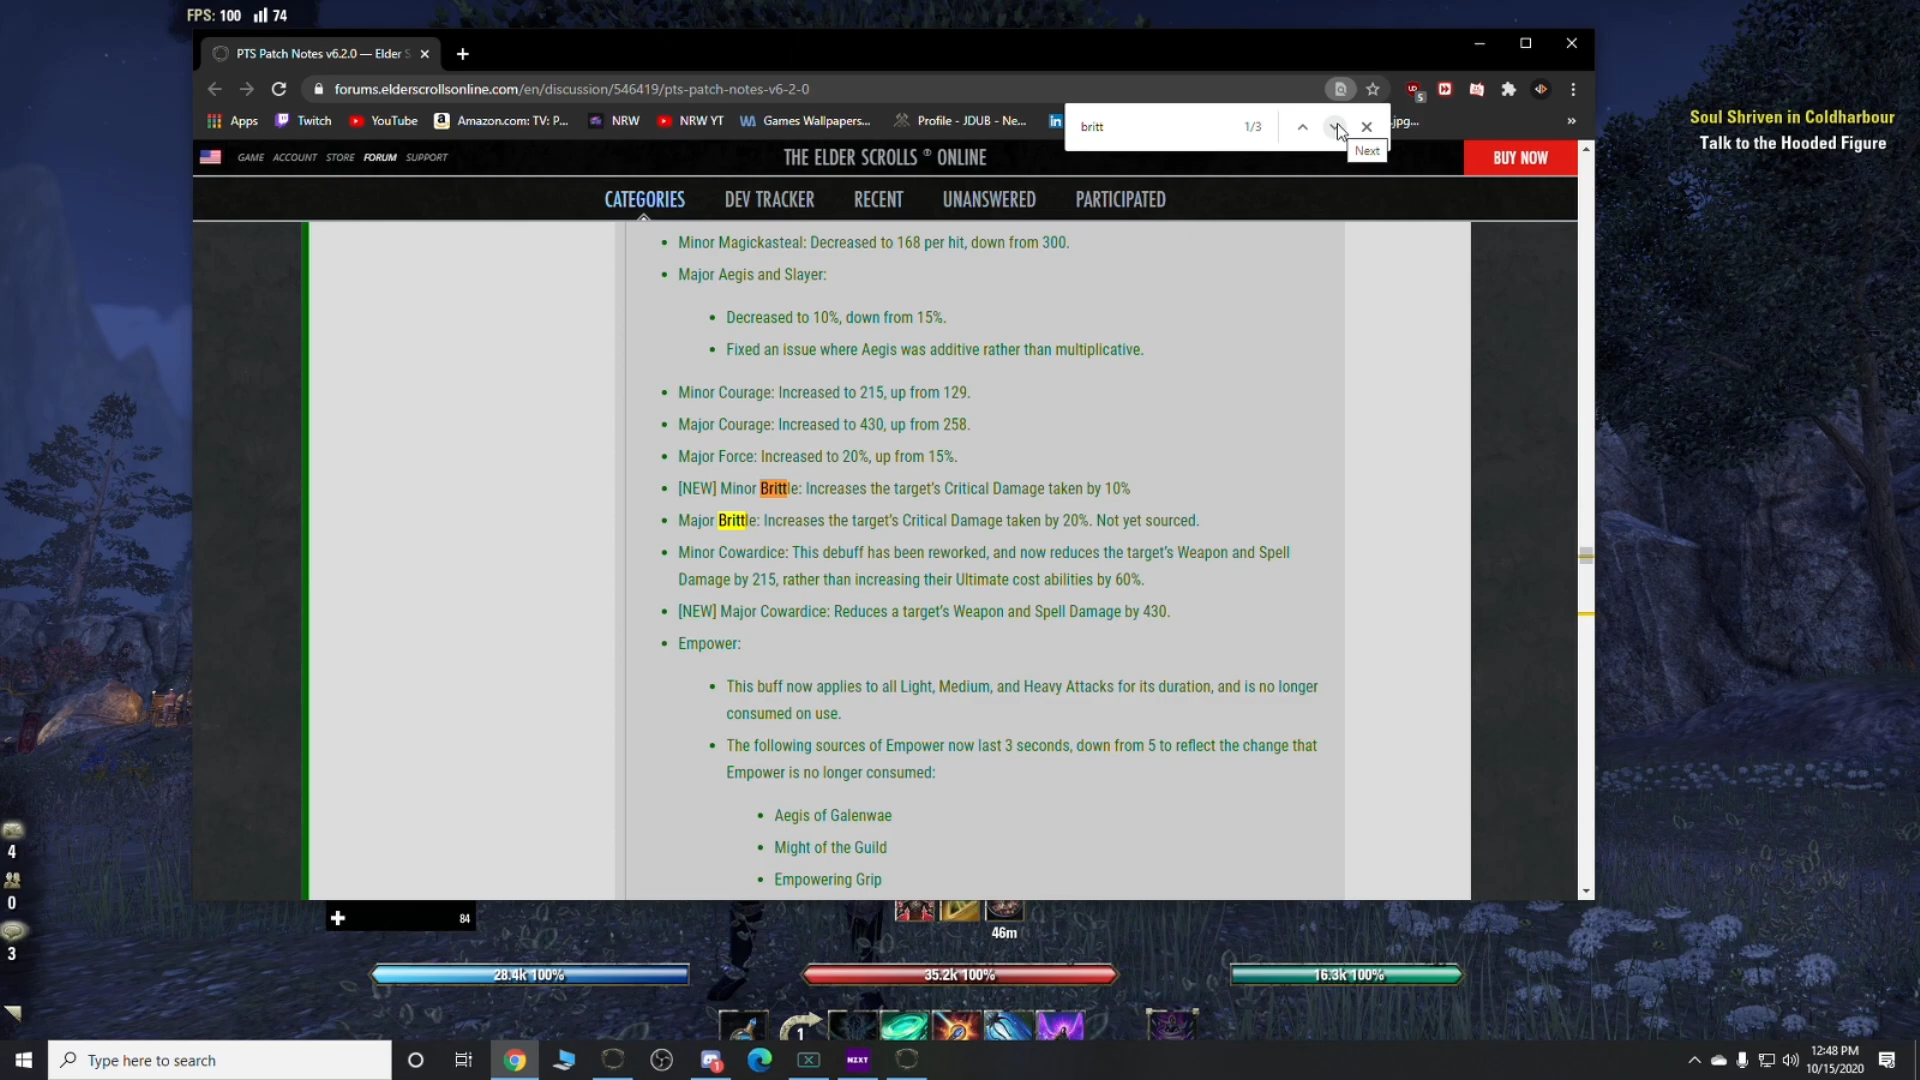 FPS: 100 74
PTS Patch Notes v6.2.0 — Elder S
forums.elderscrollsonline.com/en/discussion/546419/pts-patch-notes-v6-2-0
Apps Twitch YouTube Amazon.com: TV: P... NRW NRW YT Games Wallpapers... Profile - JDUB - Ne... .jpg...
britt 1/3
Next
GAME ACCOUNT STORE FORUM SUPPORT
THE ELDER SCROLLS ® ONLINE
BUY NOW
CATEGORIES DEV TRACKER RECENT UNANSWERED PARTICIPATED
Soul Shriven in Coldharbour
Talk to the Hooded Figure
• Minor Magickasteal: Decreased to 168 per hit, down from 300.
• Major Aegis and Slayer:
• Decreased to 10%, down from 15%.
• Fixed an issue where Aegis was additive rather than multiplicative.
• Minor Courage: Increased to 215, up from 129.
• Major Courage: Increased to 430, up from 258.
• Major Force: Increased to 20%, up from 15%.
• [NEW] Minor Brittle: Increases the target's Critical Damage taken by 10%
• Major Brittle: Increases the target's Critical Damage taken by 20%. Not yet sourced.
• Minor Cowardice: This debuff has been reworked, and now reduces the target's Weapon and Spell
Damage by 215, rather than increasing their Ultimate cost abilities by 60%.
• [NEW] Major Cowardice: Reduces a target's Weapon and Spell Damage by 430.
• Empower:
• This buff now applies to all Light, Medium, and Heavy Attacks for its duration, and is no longer
consumed on use.
• The following sources of Empower now last 3 seconds, down from 5 to reflect the change that
Empower is no longer consumed:
• Aegis of Galenwae
• Might of the Guild
• Empowering Grip
4
0
3
84
46m
28.4k 100% 35.2k 100% 16.3k 100%
1
Type here to search
1
NZXT
12:48 PM
10/15/2020